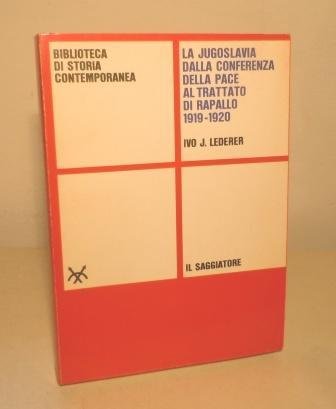 BIBLIOTECA
DI STORIA
CONTEMPORANEA
LA JUGOSLAVIA
DALLA CONFERENZA
DELLA PACE
AL TRATTATO
DI RAPALLO
1919-1920
IVO J. LEDERER
IL SAGGIATORE